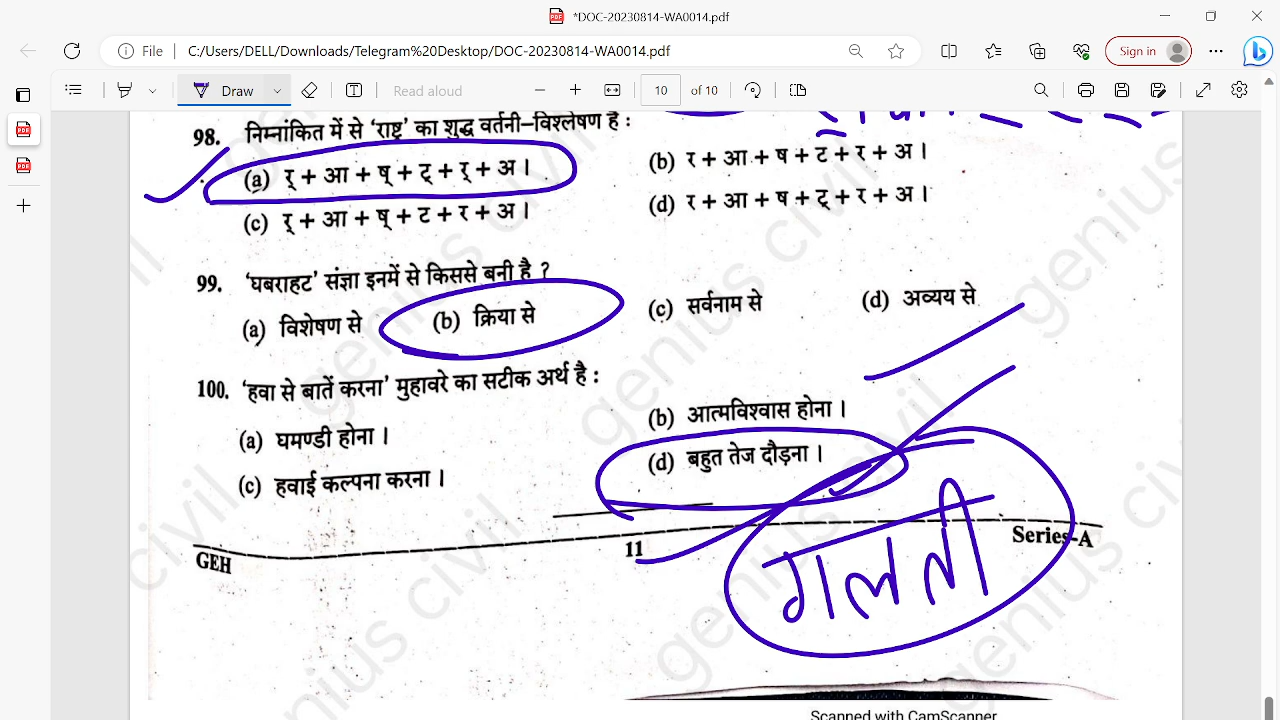 *DOC-20230814-WA0014.pdf
File C:/Users/DELL/Downloads/Telegram%20Desktop/DOC-20230814-WA0014.pdf Sign in
Draw Read aloud 10 of 10
98. निम्नांकित में से ‘राष्ट्र’ का शुद्ध वर्तनी-विश्लेषण है :
(a) र् + आ + ष् + ट् + र् + अ । (b) र + आ + ष + ट + र + अ ।
(c) र् + आ + ष् + ट + र + अ । (d) र + आ + ष + ट् + र + अ ।
99. ‘घबराहट’ संज्ञा इनमें से किससे बनी है ?
(a) विशेषण से (b) क्रिया से (c) सर्वनाम से (d) अव्यय से
100. ‘हवा से बातें करना’ मुहावरे का सटीक अर्थ है :
(a) घमण्डी होना । (b) आत्मविश्वास होना ।
(c) हवाई कल्पना करना । (d) बहुत तेज दौड़ना ।
GEH 11 Series-A
गलती
genius civil
Scanned with CamScanner